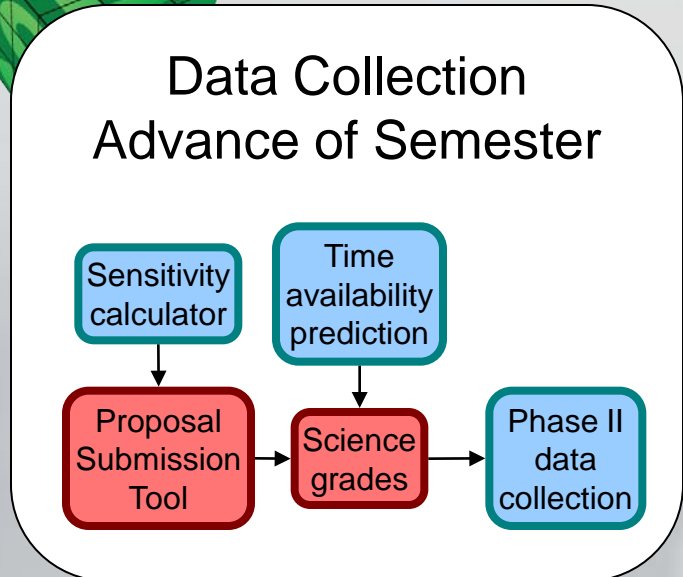 Data Collection
Advance of Semester
Sensitivity
calculator
Time
availability
prediction
Proposal
Submission
Tool
Science
grades
Phase II
data
collection